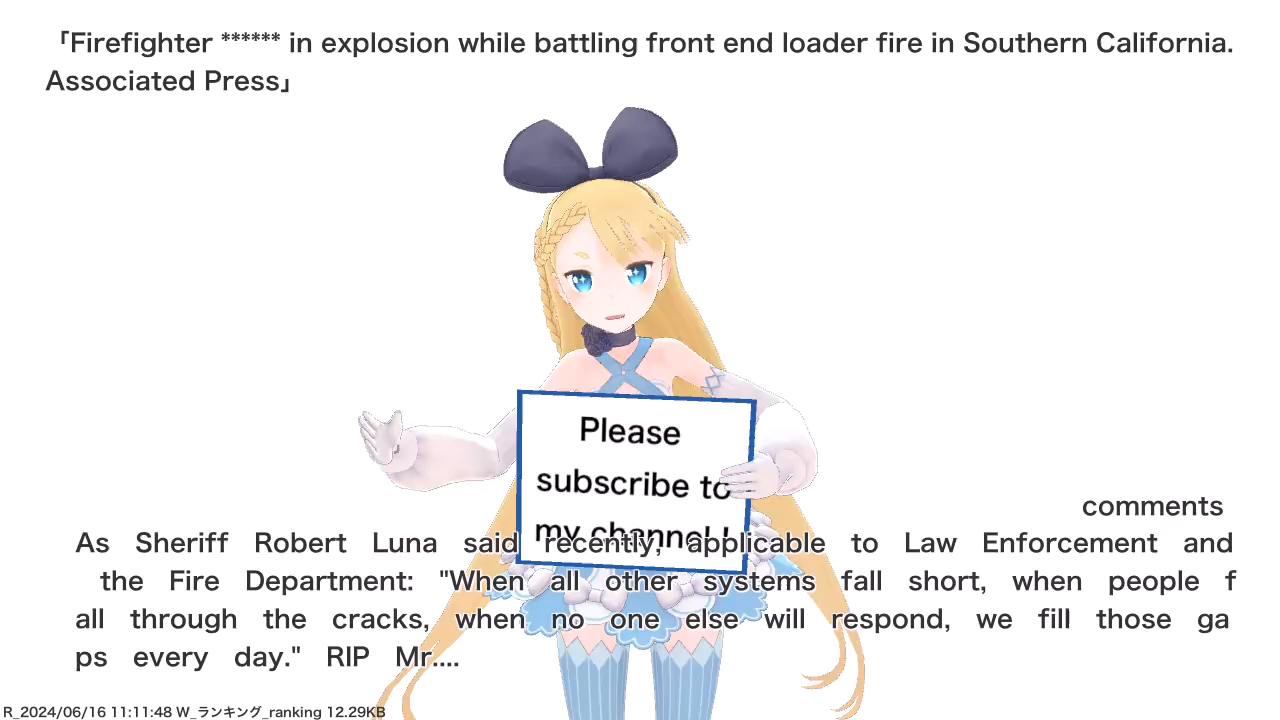 「Firefighter ****** in explosion while battling front end loader fire in Southern California.
Associated Press」
Please
subscribe to
my channel !
comments
As Sheriff Robert Luna said recently, applicable to Law Enforcement and
the Fire Department: "When all other systems fall short, when people f
all through the cracks, when no one else will respond, we fill those ga
ps every day." RIP Mr....
R_2024/06/16 11:11:48 W_ランキング_ranking 12.29KB